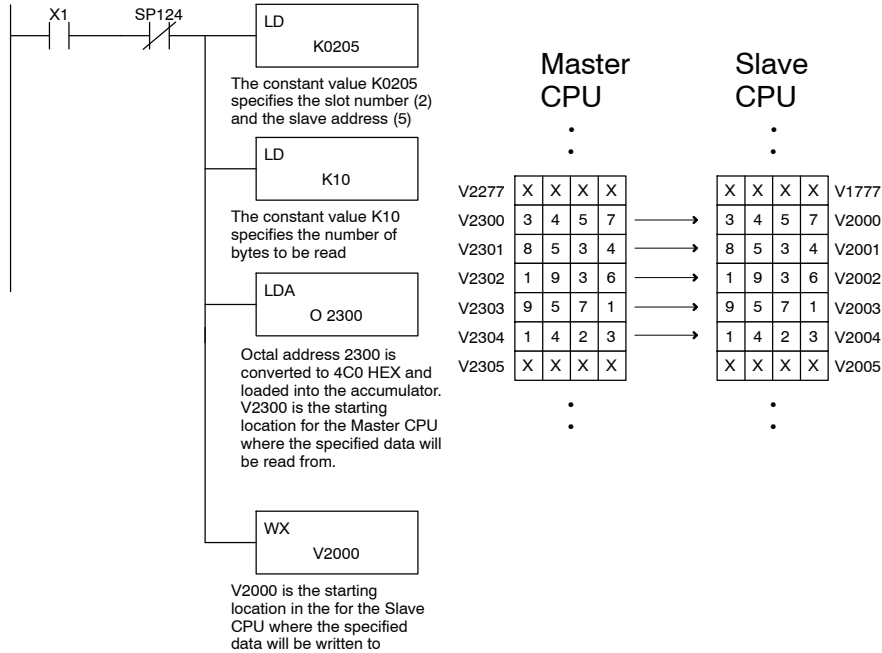 X1
SP124
LD
K0205
The constant value K0205
specifies the slot number (2)
and the slave address (5)
LD
K10
The constant value K10
specifies the number of
bytes to be read
LDA
O 2300
Octal address 2300 is
converted to 4C0 HEX and
loaded into the accumulator.
V2300 is the starting
location for the Master CPU
where the specified data will
be read from.
WX
V2000
V2000 is the starting
location in the for the Slave
CPU where the specified
data will be written to
Master
CPU
Slave
CPU
V2277 X X X X X X X X V1777
V2300 3 4 5 7 3 4 5 7 V2000
V2301 8 5 3 4 8 5 3 4 V2001
V2302 1 9 3 6 1 9 3 6 V2002
V2303 9 5 7 1 9 5 7 1 V2003
V2304 1 4 2 3 1 4 2 3 V2004
V2305 X X X X X X X X V2005